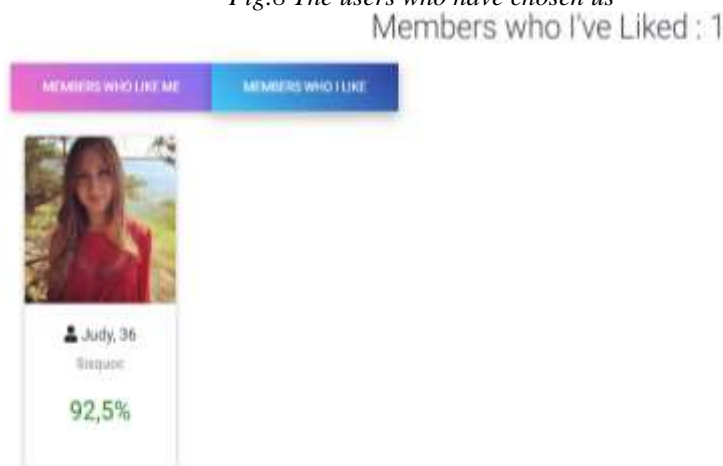 Fig.8 The users who have chosen us
Members who I've Liked : 1
MEMBERS WHO LIKE ME
MEMBERS WHO I LIKE
Judy, 36
Sisquoc
92,5%